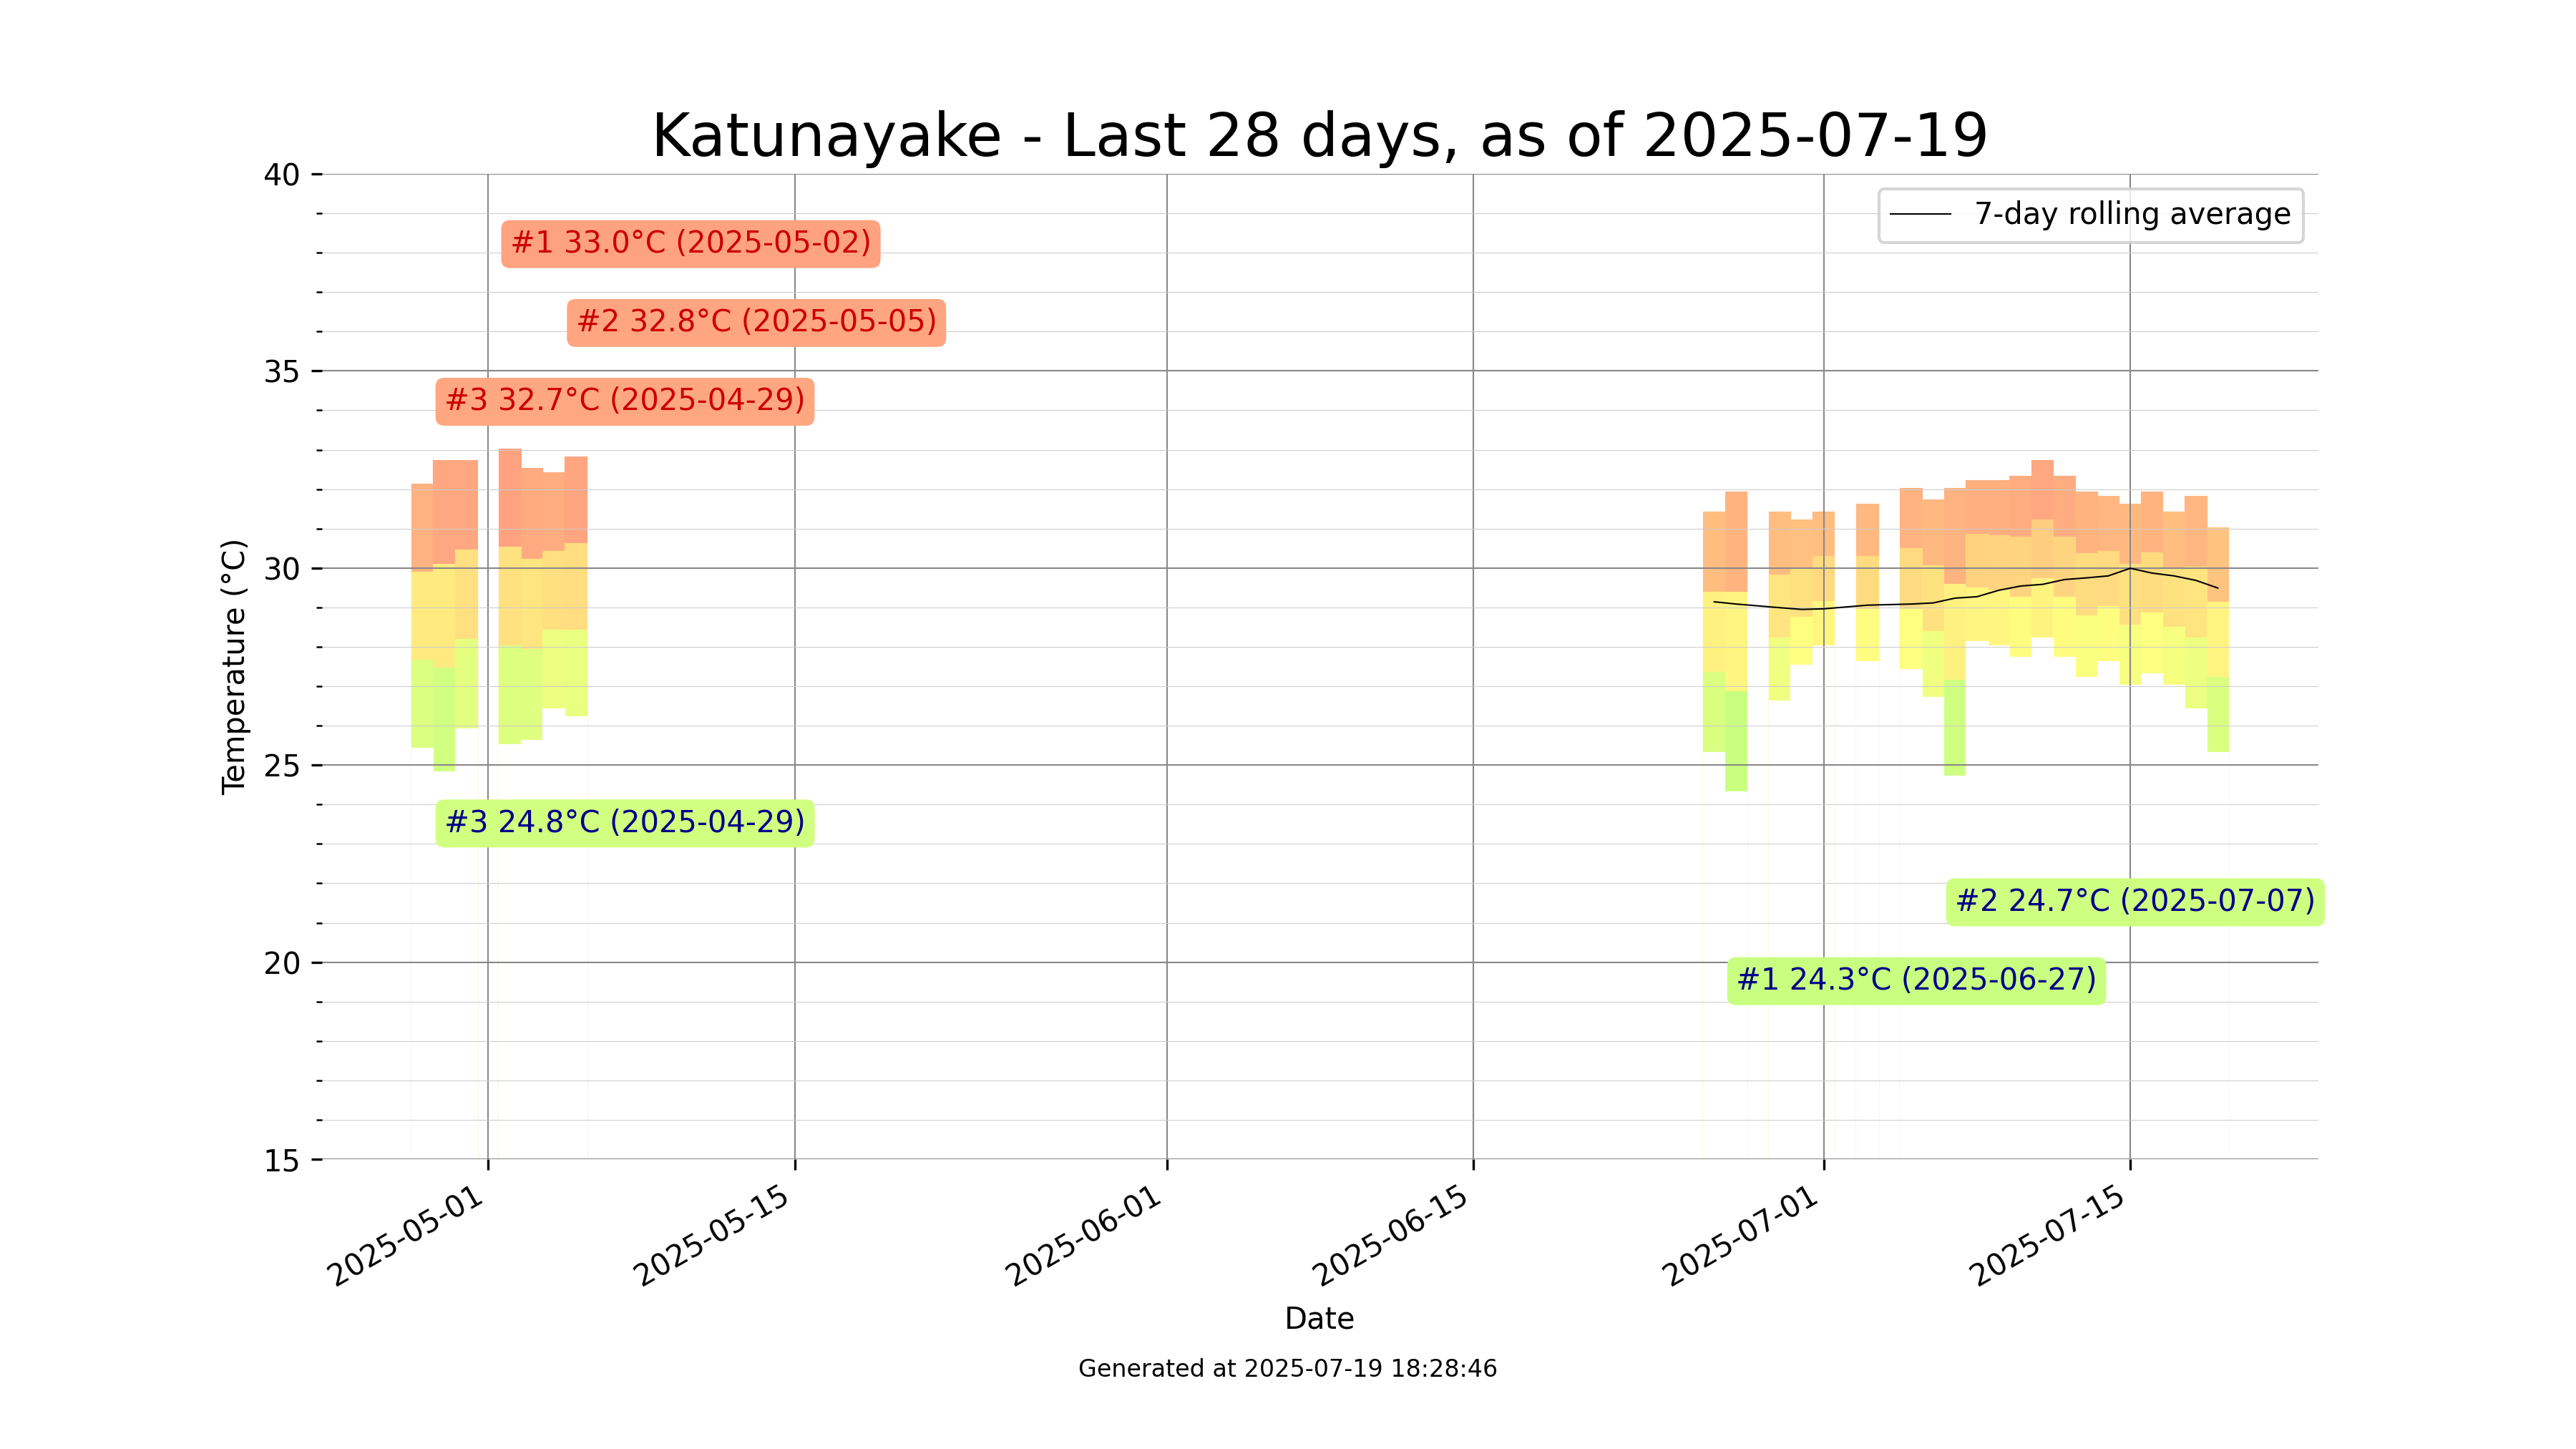 Katunayake - Last 28 days, as of 2025-07-19
40
7-day rolling average
#1 33.0°C (2025-05-02)
#2 32.8°C (2025-05-05)
35
#3 32.7°C (2025-04-29)
30
Temperature (°C)
25
#3 24.8°C (2025-04-29)
#2 24.7°C (2025-07-07)
20
#1 24.3°C (2025-06-27)
15
2025-05-01
2025-05-15
2025-06-01
2025-06-15
2025-07-01
2025-07-15
Date
Generated at 2025-07-19 18:28:46